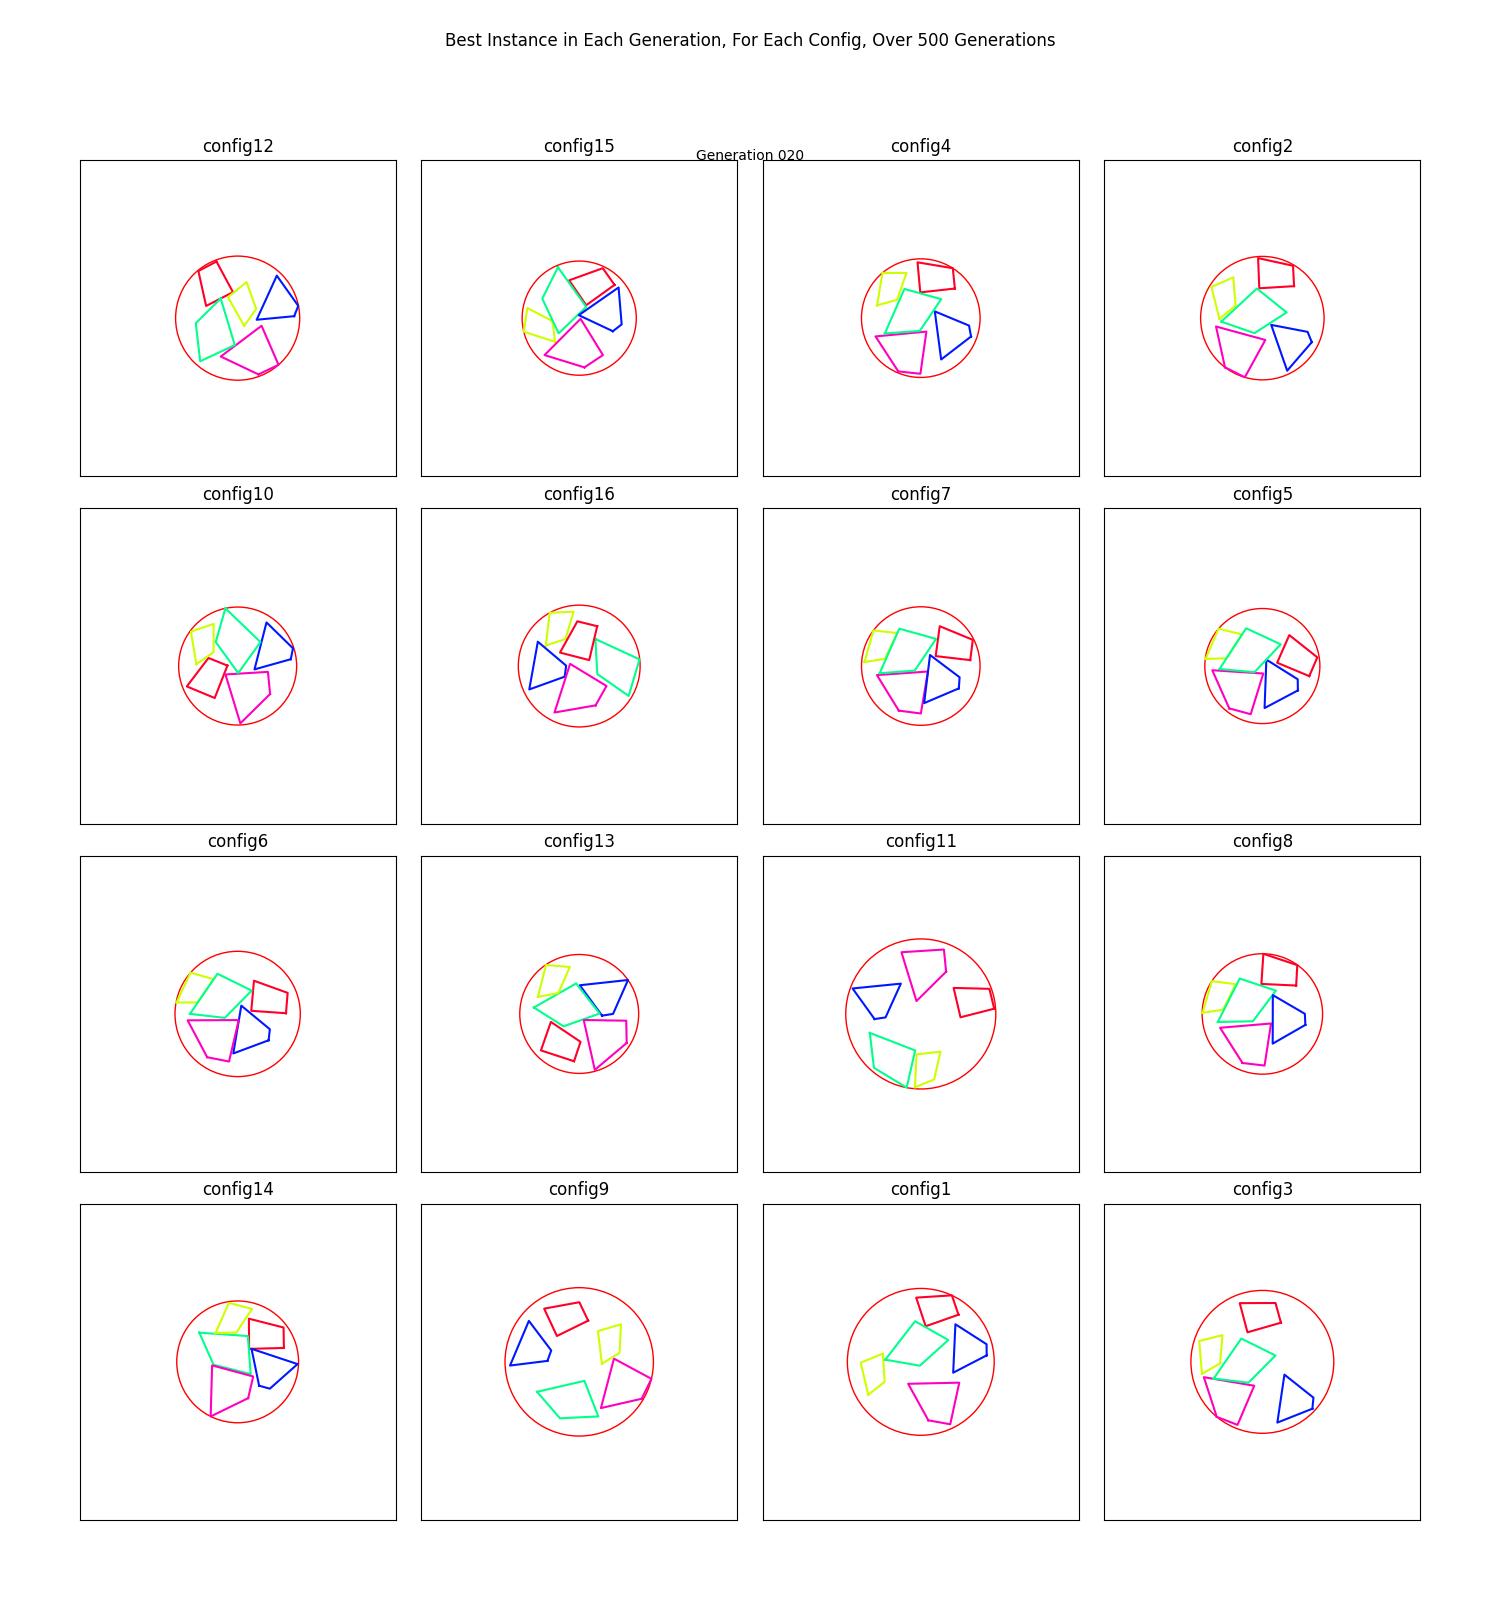 Best Instance in Each Generation, For Each Config, Over 500 Generations
Generation 020
config12
config15
config4
config2
config10
config16
config7
config5
config6
config13
config11
config8
config14
config9
config1
config3